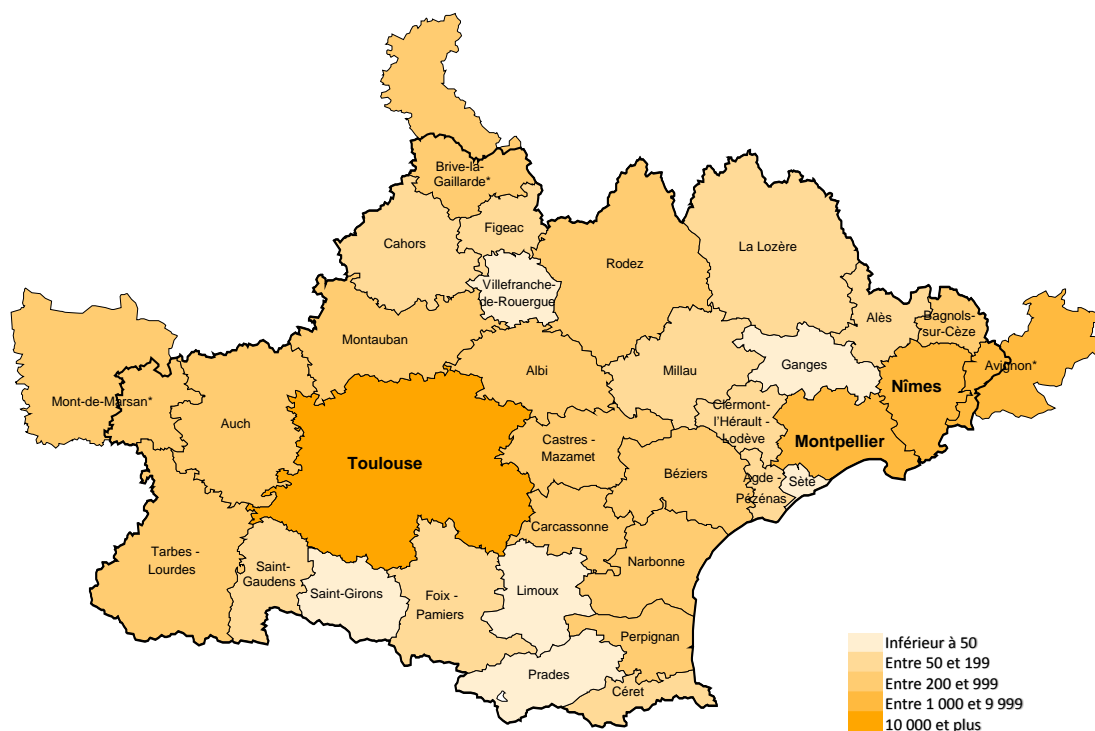 Brive-la-
Gaillarde*
Figeac
Cahors
Villefranche-
de-Rouergue
Rodez
La Lozère
Alès
Bagnols-
sur-Cèze
Avignon*
Nîmes
Ganges
Millau
Albi
Montauban
Mont-de-Marsan*
Auch
Toulouse
Castres -
Mazamet
Clermont-
l'Hérault -
Lodève
Montpellier
Béziers
Agde -
Pézénas
Sète
Carcassonne
Narbonne
Tarbes -
Lourdes
Saint-
Gaudens
Saint-Girons
Foix -
Pamiers
Limoux
Perpignan
Prades
Céret
Inférieur à 50
Entre 50 et 199
Entre 200 et 999
Entre 1 000 et 9 999
10 000 et plus